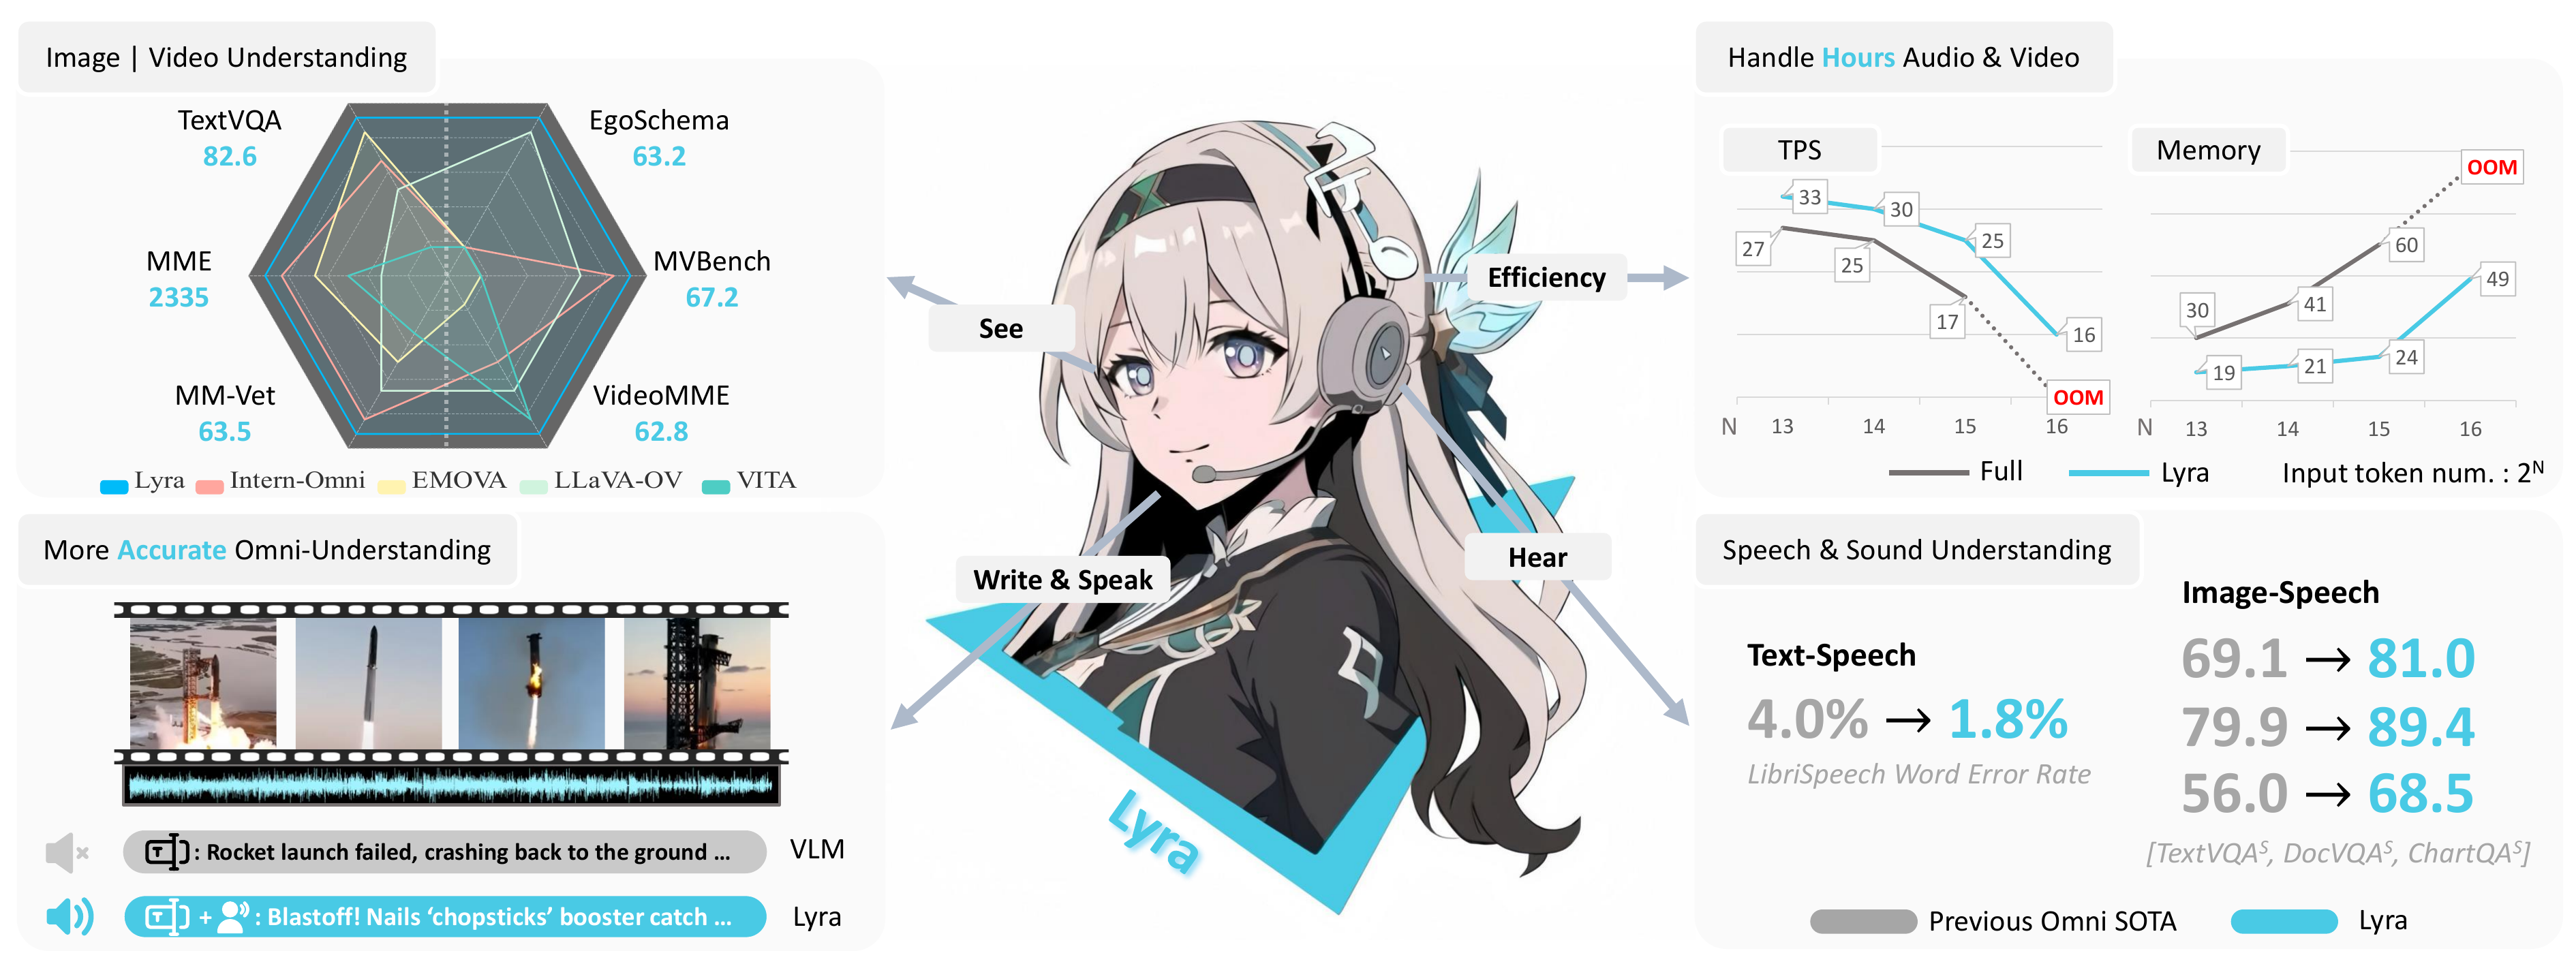 Image | Video Understanding
TextVQA
82.6
EgoSchema
63.2
MME
2335
MVBench
67.2
MM-Vet
63.5
VideoMME
62.8
Lyra Intern-Omni EMOVA LLaVA-OV VITA
More Accurate Omni-Understanding
T : Rocket launch failed, crashing back to the ground ...
VLM
T + : Blastoff! Nails ‘chopsticks’ booster catch ...
Lyra
See
Write & Speak
Efficiency
Hear
Lyra
Handle Hours Audio & Video
TPS
33
30
27
25
25
17
16
OOM
N 13 14 15 16
Memory
OOM
60
49
41
30
24
21
19
N 13 14 15 16
Full Lyra Input token num. : 2ᴺ
Speech & Sound Understanding
Text-Speech
4.0% → 1.8%
LibriSpeech Word Error Rate
Image-Speech
69.1 → 81.0
79.9 → 89.4
56.0 → 68.5
[TextVQAˢ, DocVQAˢ, ChartQAˢ]
Previous Omni SOTA Lyra